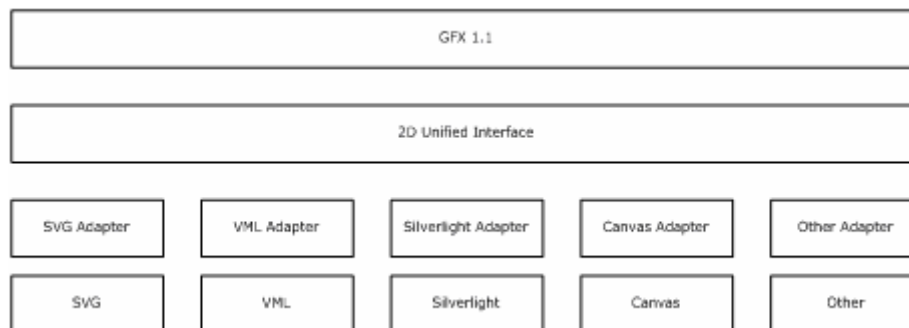 GFX 1.1
2D Unified Interface
SVG Adapter VML Adapter Silverlight Adapter Canvas Adapter Other Adapter
SVG VML Silverlight Canvas Other